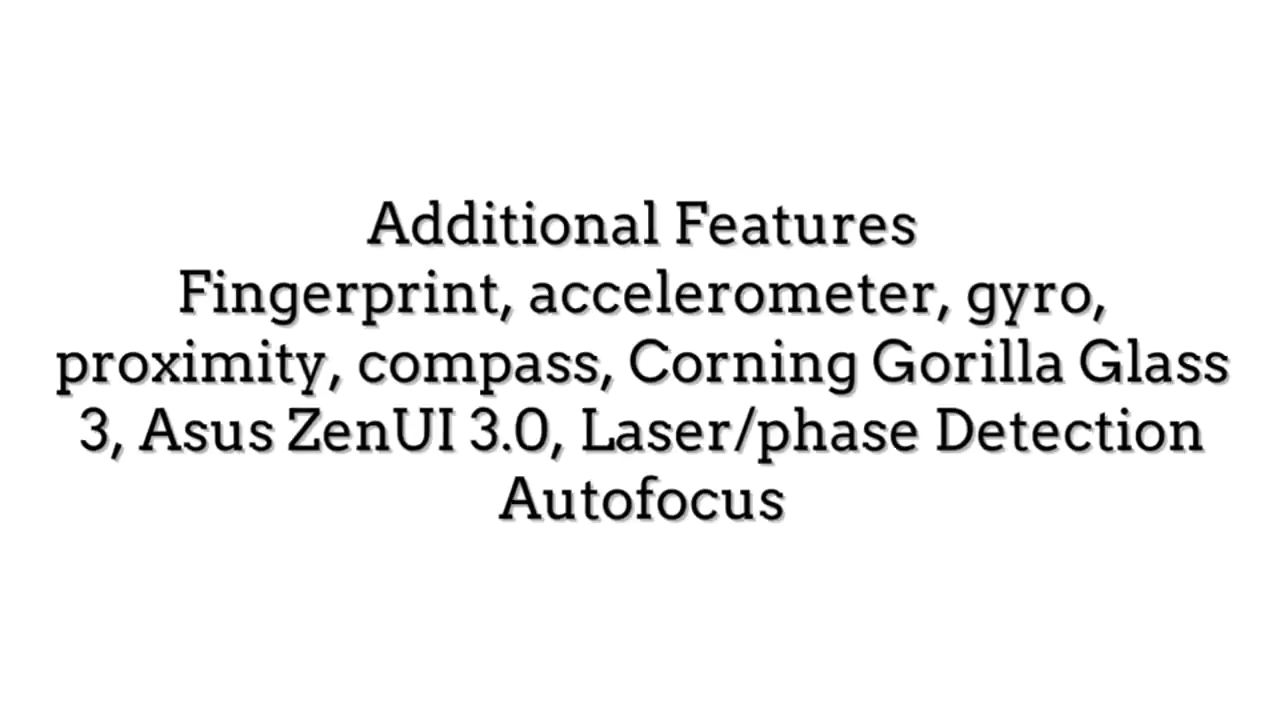 Additional Features
Fingerprint, accelerometer, gyro,
proximity, compass, Corning Gorilla Glass
3, Asus ZenUI 3.0, Laser/phase Detection
Autofocus